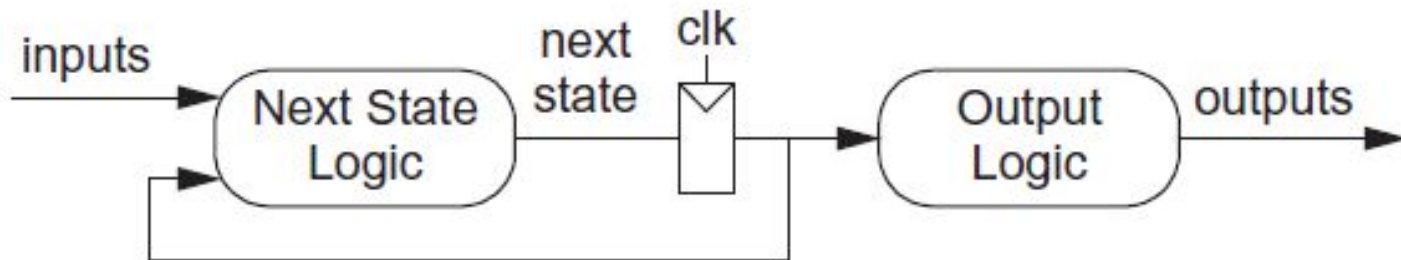 inputs
Next State
Logic
next
state
clk
Output
Logic
outputs